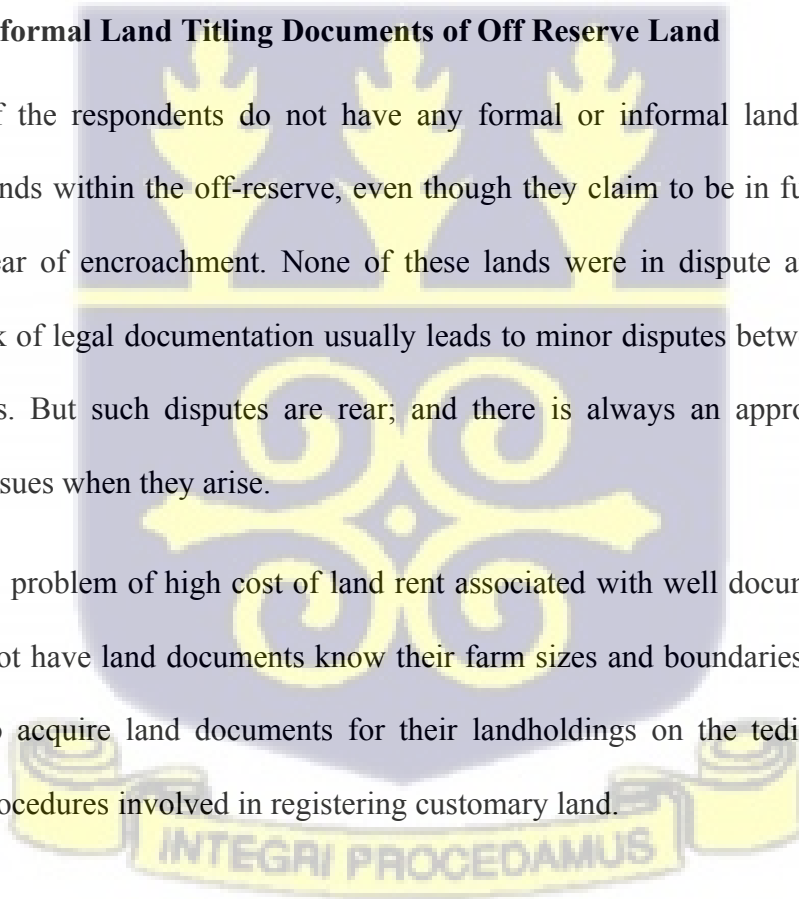 formal Land Titling Documents of Off Reserve Land
f the respondents do not have any formal or informal land
nds within the off-reserve, even though they claim to be in fu
ear of encroachment. None of these lands were in dispute a
k of legal documentation usually leads to minor disputes betw
s. But such disputes are rear; and there is always an appro
sues when they arise.
problem of high cost of land rent associated with well docu
ot have land documents know their farm sizes and boundaries
o acquire land documents for their landholdings on the tedi
ocedures involved in registering customary land.
INTEGRI PROCEDAMUS